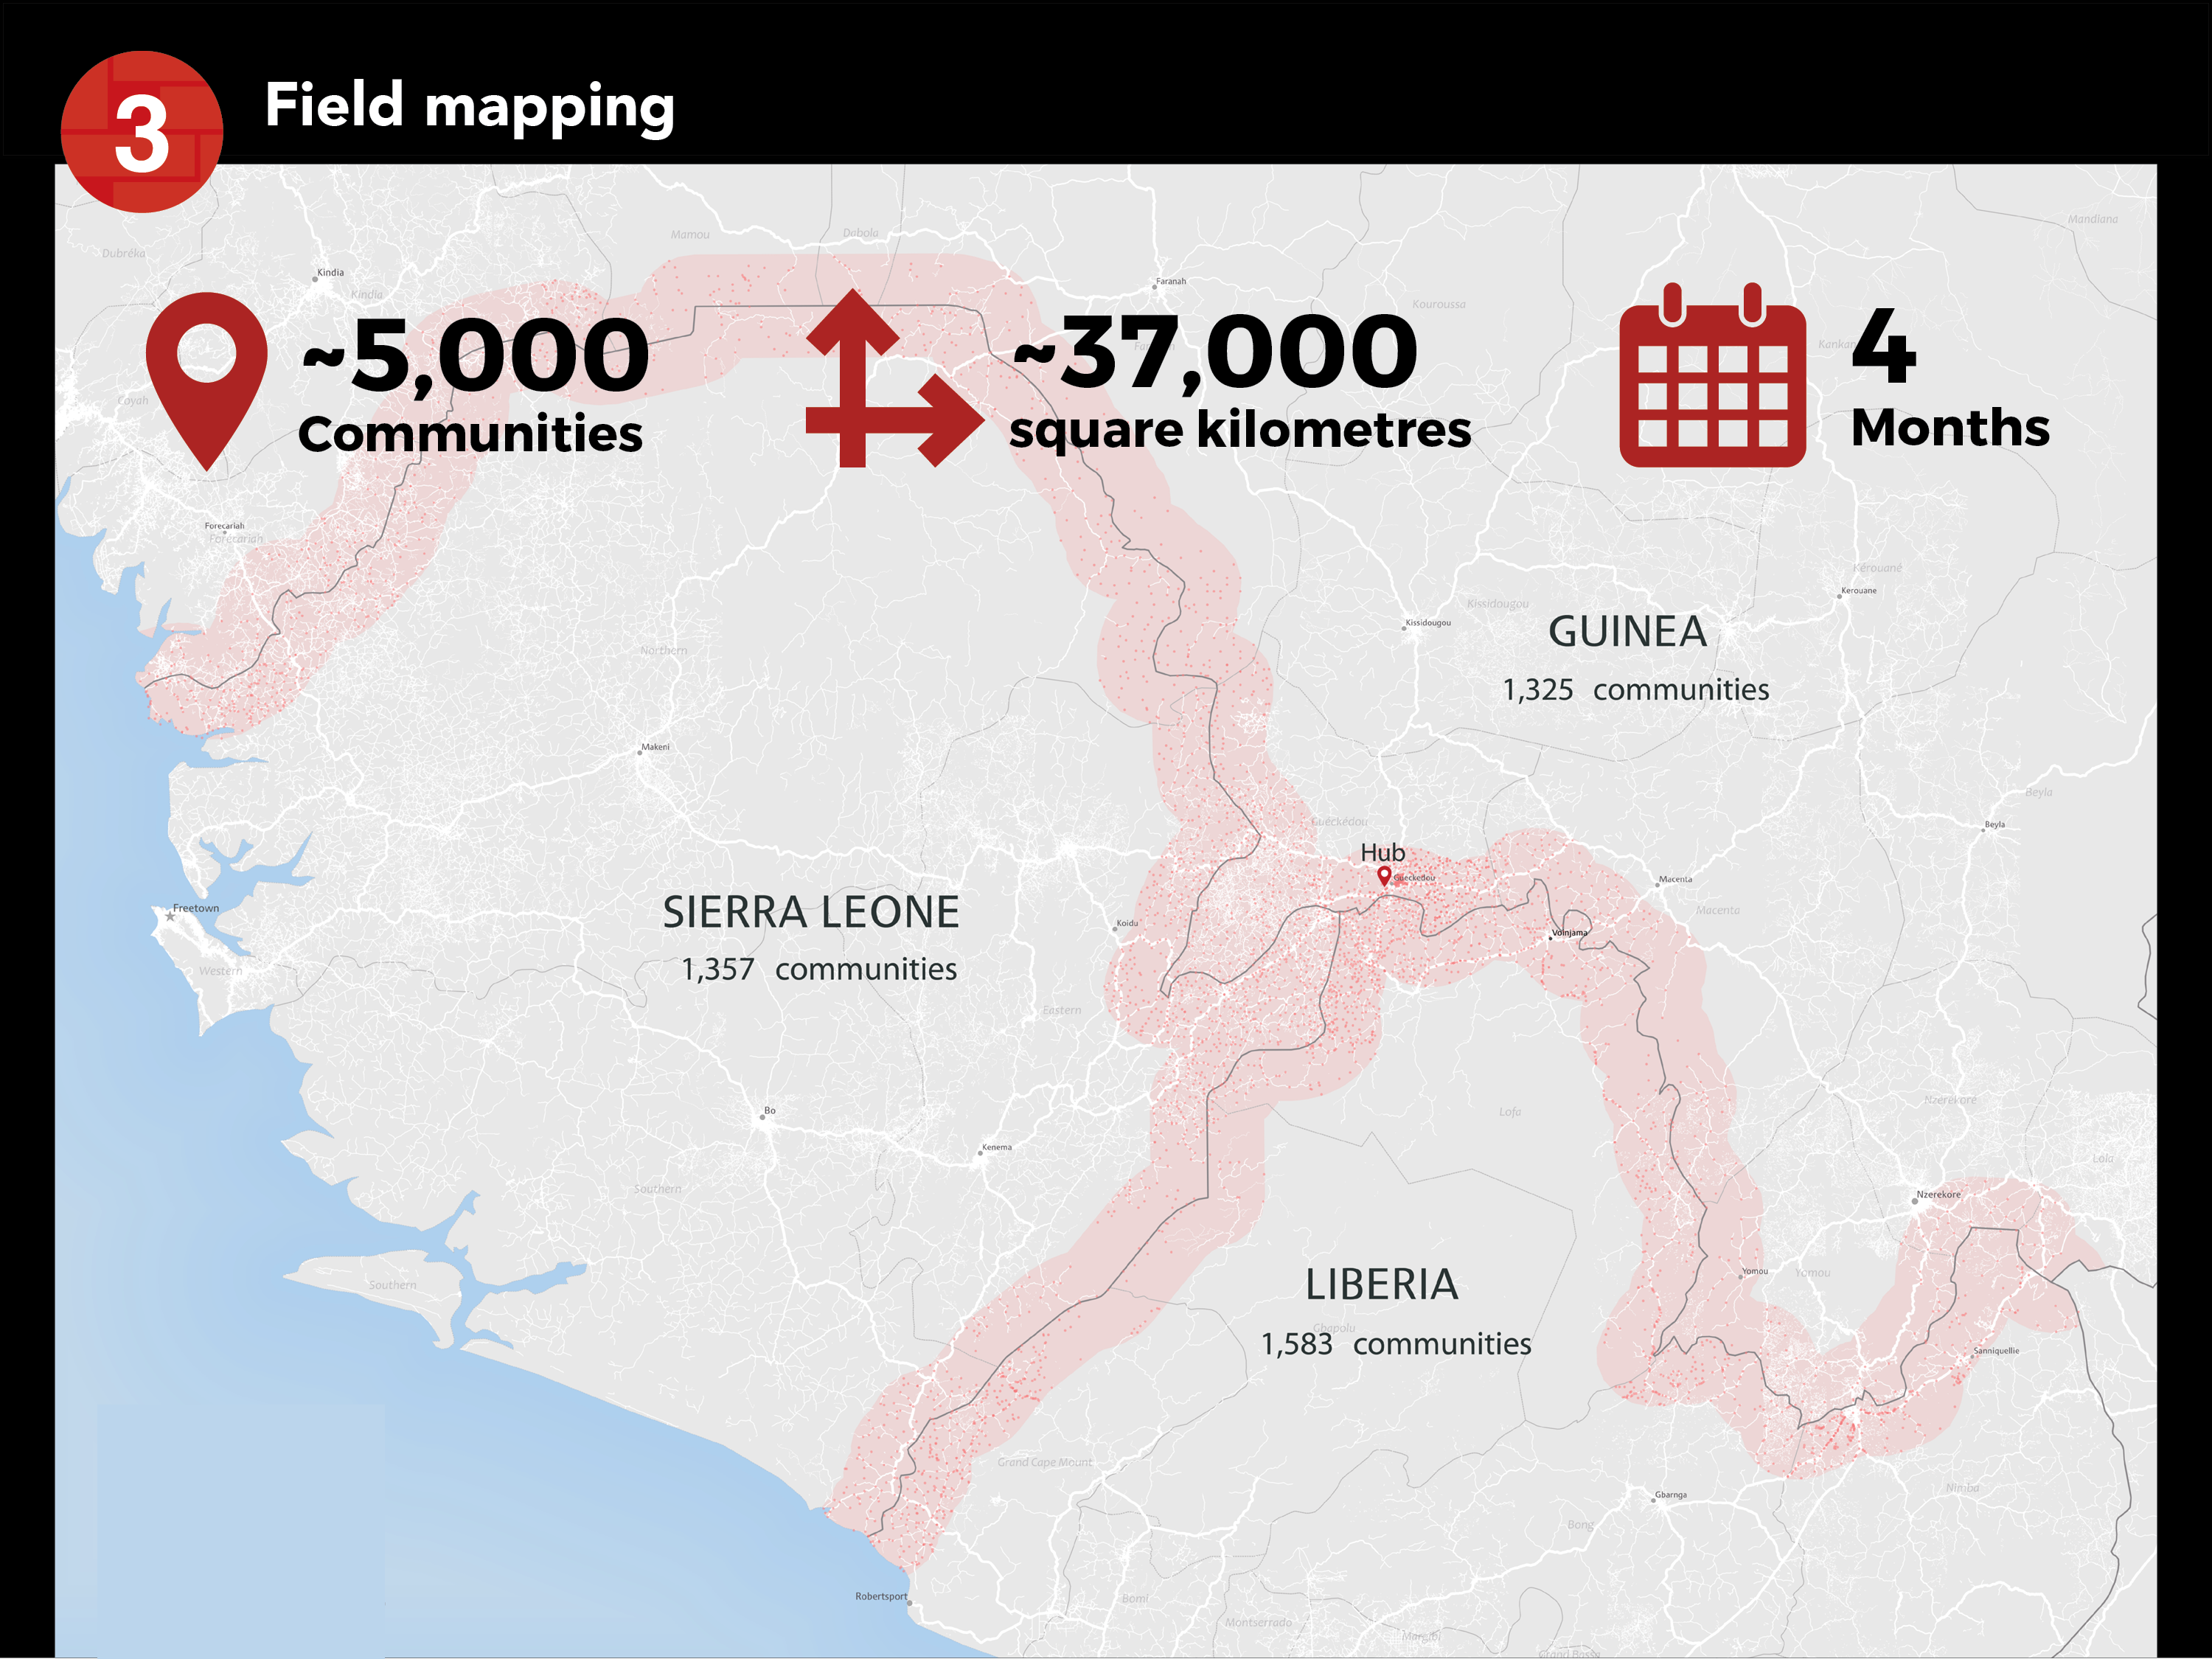 3
Field mapping
Mandiana
Mamou
Dabola
Dubréka
Kindia
Faranah
Kindia
Kouroussa
~5,000
Communities
~37,000
square kilometres
4
Months
Kankan
Coyah
Forecariah
Forecariah
Kérouané
Kerouane
Kissidougou
Kissidougou
GUINEA
1,325 communities
Northern
Makeni
Beyla
Beyla
Guéckédou
Hub
Gueckedou
Macenta
Macenta
SIERRA LEONE
1,357 communities
Freetown
Koidu
Voinjama
Western
Eastern
Bo
Lofa
Nzerekore
Kenema
Lola
Southern
Nzerekore
Southern
LIBERIA
1,583 communities
Yomou
Yomou
Gbapolu
Sanniquellie
Grand Cape Mount
Gbarnga
Nimba
Bong
Robertsport
Bomi
Montserrado
Margibi
Grand Bassa